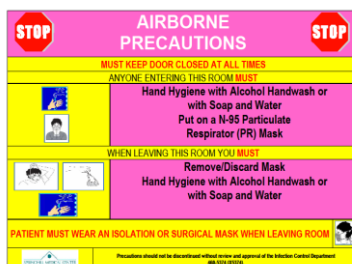 STOP
AIRBORNE
PRECAUTIONS
STOP
MUST KEEP DOOR CLOSED AT ALL TIMES
ANYONE ENTERING THIS ROOM MUST
Hand Hygiene with Alcohol Handwash or
with Soap and Water
Put on a N-95 Particulate
Respirator (PR) Mask
WHEN LEAVING THIS ROOM YOU MUST
Remove/Discard Mask
Hand Hygiene with Alcohol Handwash or
with Soap and Water
PATIENT MUST WEAR AN ISOLATION OR SURGICAL MASK WHEN LEAVING ROOM
Precautions should not be discontinued without review and approval of the Infection Control Department